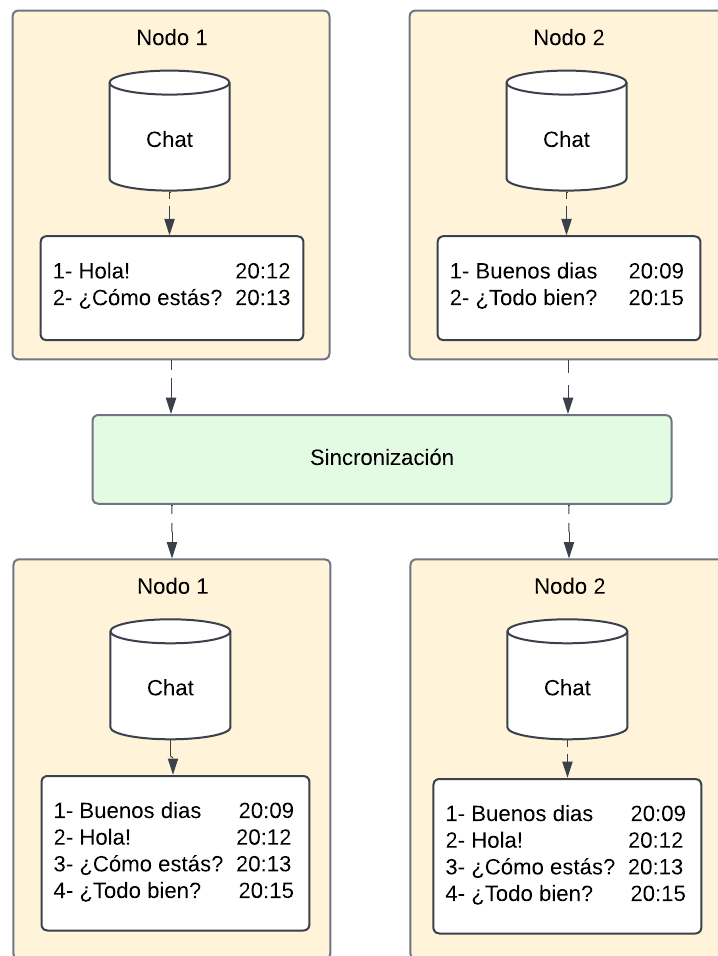 Nodo 1
Chat
1- Hola! 20:12
2- ¿Cómo estás? 20:13
Nodo 2
Chat
1- Buenos dias 20:09
2- ¿Todo bien? 20:15
Sincronización
Nodo 1
Chat
1- Buenos dias 20:09
2- Hola! 20:12
3- ¿Cómo estás? 20:13
4- ¿Todo bien? 20:15
Nodo 2
Chat
1- Buenos dias 20:09
2- Hola! 20:12
3- ¿Cómo estás? 20:13
4- ¿Todo bien? 20:15